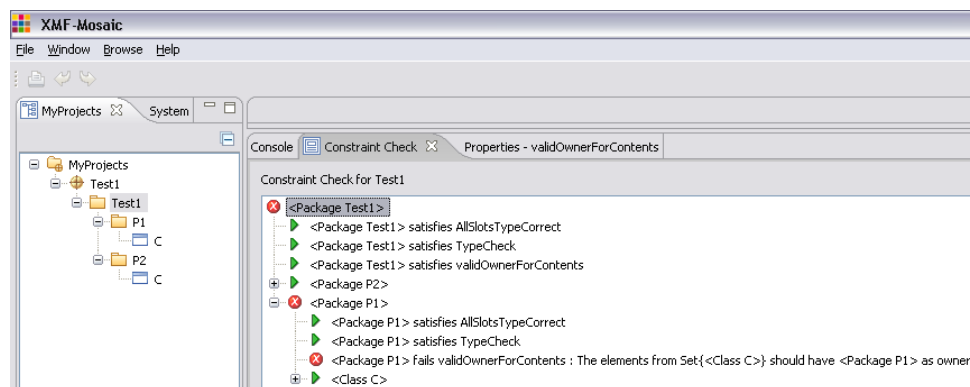 XMF-Mosaic
File Window Browse Help
MyProjects System
Console Constraint Check Properties - validOwnerForContents
MyProjects
Test1
Test1
P1
C
P2
C
Constraint Check for Test1
<Package Test1>
<Package Test1> satisfies AllSlotsTypeCorrect
<Package Test1> satisfies TypeCheck
<Package Test1> satisfies validOwnerForContents
<Package P2>
<Package P1>
<Package P1> satisfies AllSlotsTypeCorrect
<Package P1> satisfies TypeCheck
<Package P1> fails validOwnerForContents : The elements from Set{<Class C>} should have <Package P1> as owner
<Class C>